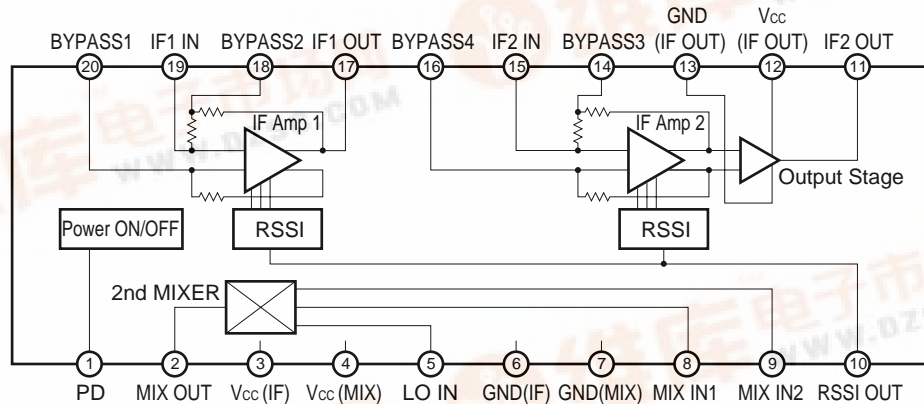 GND Vcc
BYPASS1 IF1 IN BYPASS2 IF1 OUT BYPASS4 IF2 IN BYPASS3 (IF OUT) (IF OUT) IF2 OUT
20 19 18 17 16 15 14 13 12 11
IF Amp 1 IF Amp 2
Output Stage
Power ON/OFF RSSI RSSI
2nd MIXER
1 2 3 4 5 6 7 8 9 10
PD MIX OUT Vcc (IF) Vcc (MIX) LO IN GND(IF) GND(MIX) MIX IN1 MIX IN2 RSSI OUT